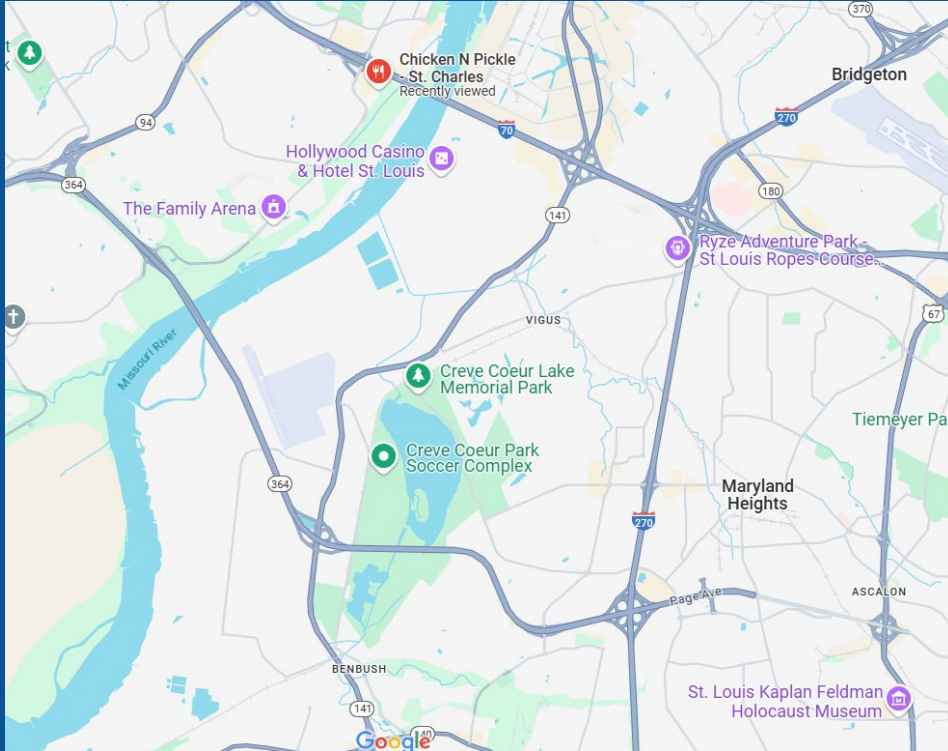 370
Chicken N Pickle
- St. Charles
Recently viewed
Bridgeton
94
70
270
Hollywood Casino
& Hotel St. Louis
364
180
The Family Arena
141
Ryze Adventure Park -
St Louis Ropes Course...
67
VIGUS
Missouri River
Creve Coeur Lake
Memorial Park
Tiemeyer Pa
Creve Coeur Park
Soccer Complex
364
Maryland
Heights
270
Page Ave
ASCALON
BENBUSH
St. Louis Kaplan Feldman
Holocaust Museum
141
Google